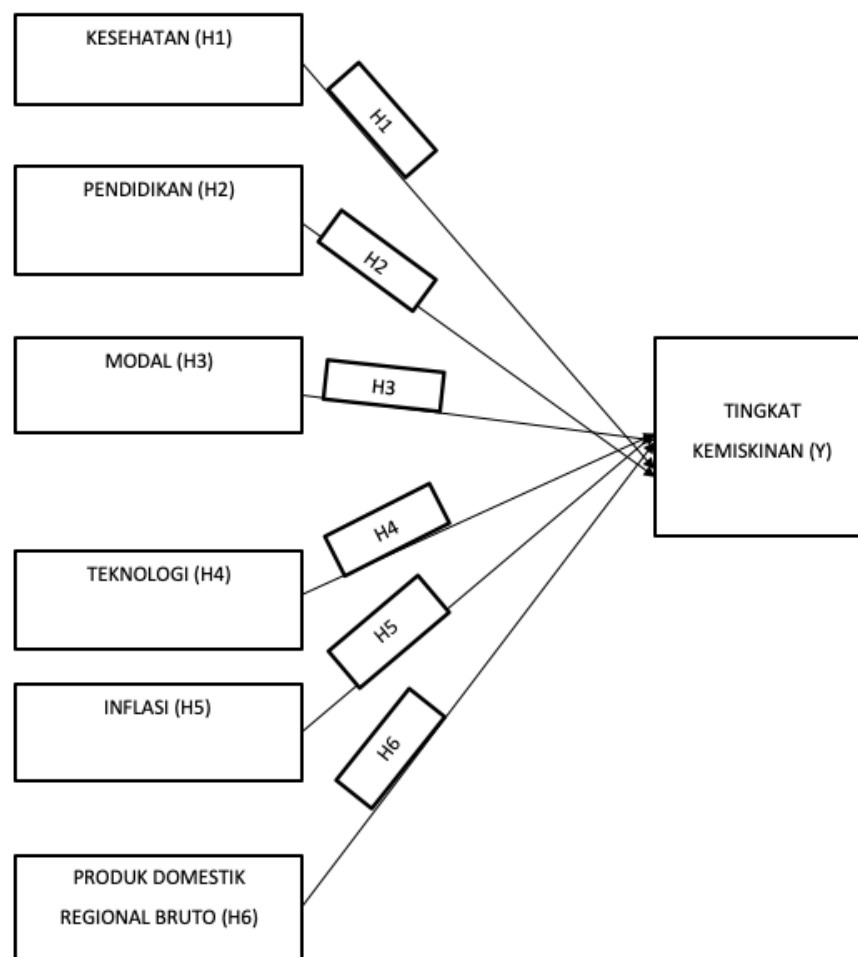 KESEHATAN (H1)
H1
PENDIDIKAN (H2)
H2
MODAL (H3)
H3
TINGKAT
KEMISKINAN (Y)
TEKNOLOGI (H4)
H4
INFLASI (H5)
H5
PRODUK DOMESTIK
REGIONAL BRUTO (H6)
H6